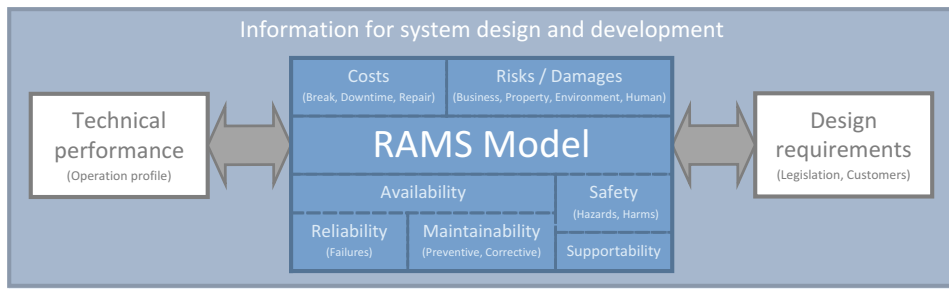 Information for system design and development
Technical
performance
(Operation profile)
Costs
(Break, Downtime, Repair)
Risks / Damages
(Business, Property, Environment, Human)
RAMS Model
Availability
Safety
(Hazards, Harms)
Reliability
(Failures)
Maintainability
(Preventive, Corrective)
Supportability
Design
requirements
(Legislation, Customers)